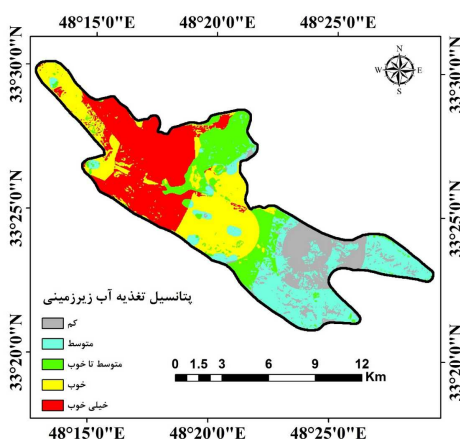 48°15'0"E 48°20'0"E 48°25'0"E
33°30'0"N
33°30'0"N
N
W E
S
33°25'0"N
33°25'0"N
پتانسیل تغذیه آب زیرزمینی
کم
متوسط
متوسط تا خوب
خوب
خیلی خوب
33°20'0"N
33°20'0"N
0 1.5 3 6 9 12
Km
48°15'0"E 48°20'0"E 48°25'0"E